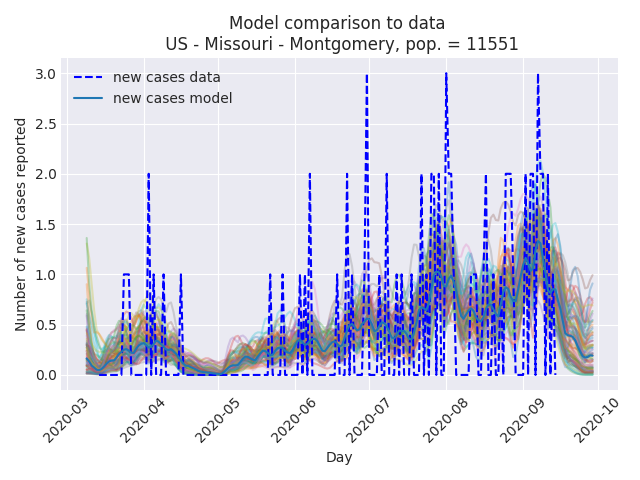 Model comparison to data
US - Missouri - Montgomery, pop. = 11551
new cases data
new cases model
Number of new cases reported
3.0
2.5
2.0
1.5
1.0
0.5
0.0
2020-03
2020-04
2020-05
2020-06
2020-07
2020-08
2020-09
2020-10
Day